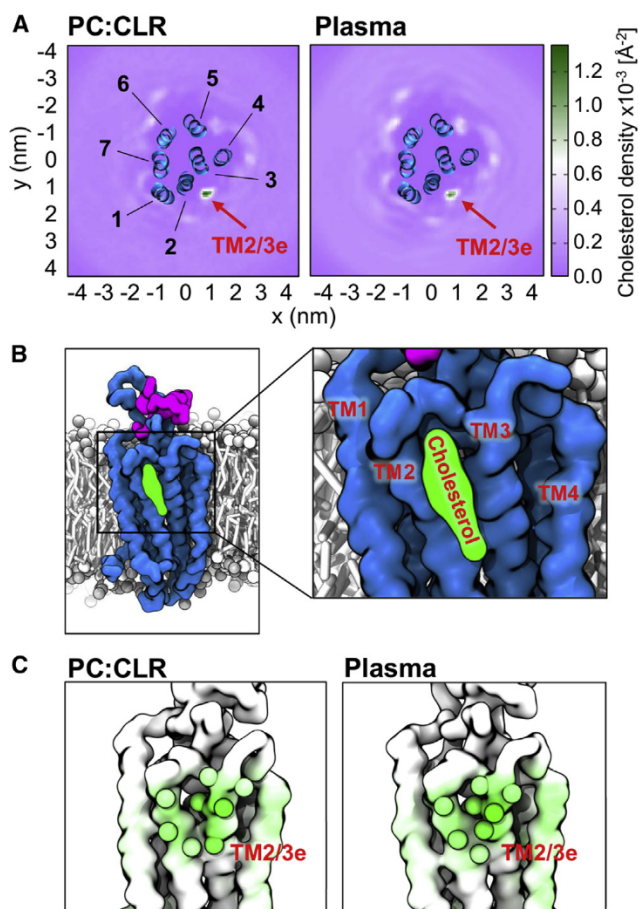 A PC:CLR Plasma
-4
-3
-2
-1
0
1
2
3
4
y (nm)
6
5
4
7
3
1
2
TM2/3e
TM2/3e
-4 -3 -2 -1 0 1 2 3 4
-4 -3 -2 -1 0 1 2 3 4
x (nm)
1.2
1.0
0.8
0.6
0.4
0.2
0.0
Cholesterol density x10⁻³ [Å⁻²]
B
TM1
TM2
TM3
TM4
Cholesterol
C PC:CLR Plasma
TM2/3e
TM2/3e